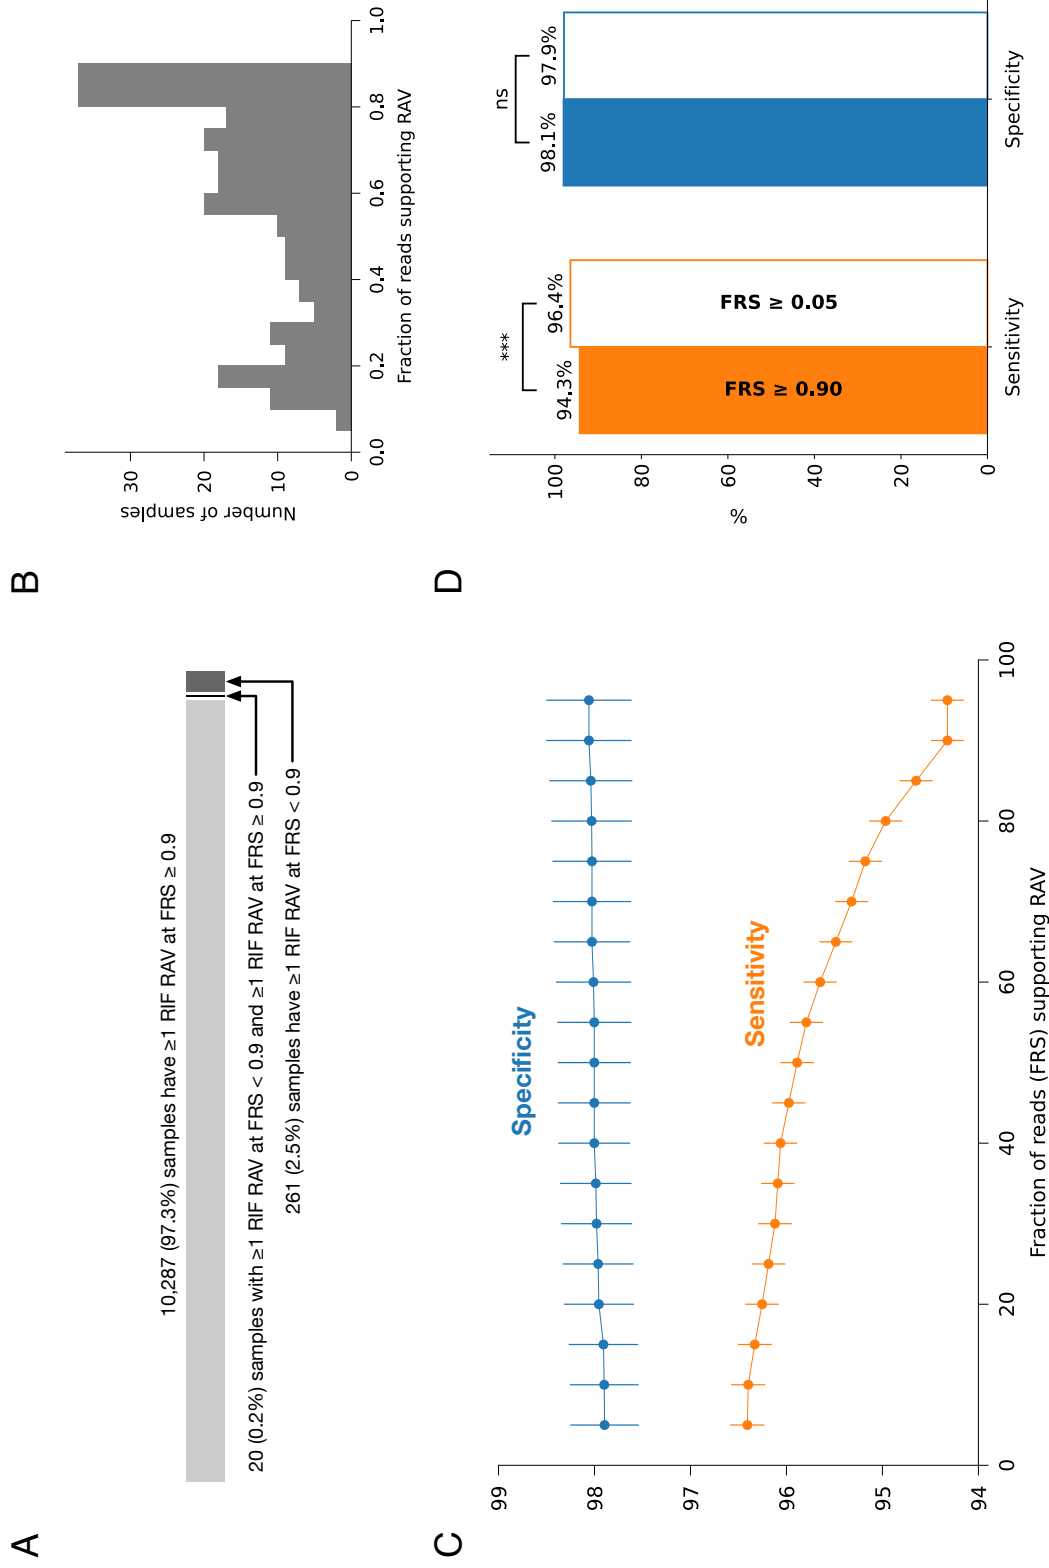 A
10,287 (97.3%) samples have ≥1 RIF RAV at FRS ≥ 0.9
20 (0.2%) samples with ≥1 RIF RAV at FRS < 0.9 and ≥1 RIF RAV at FRS ≥ 0.9
261 (2.5%) samples have ≥1 RIF RAV at FRS < 0.9
B
Number of samples
30
20
10
0
0.0 0.2 0.4 0.6 0.8 1.0
Fraction of reads supporting RAV
C
99
98
97
96
95
94
Specificity
Sensitivity
0 20 40 60 80 100
Fraction of reads (FRS) supporting RAV
D
%
100
80
60
40
20
0
*** ns
94.3% 96.4% 98.1% 97.9%
FRS ≥ 0.90 FRS ≥ 0.05
Sensitivity Specificity